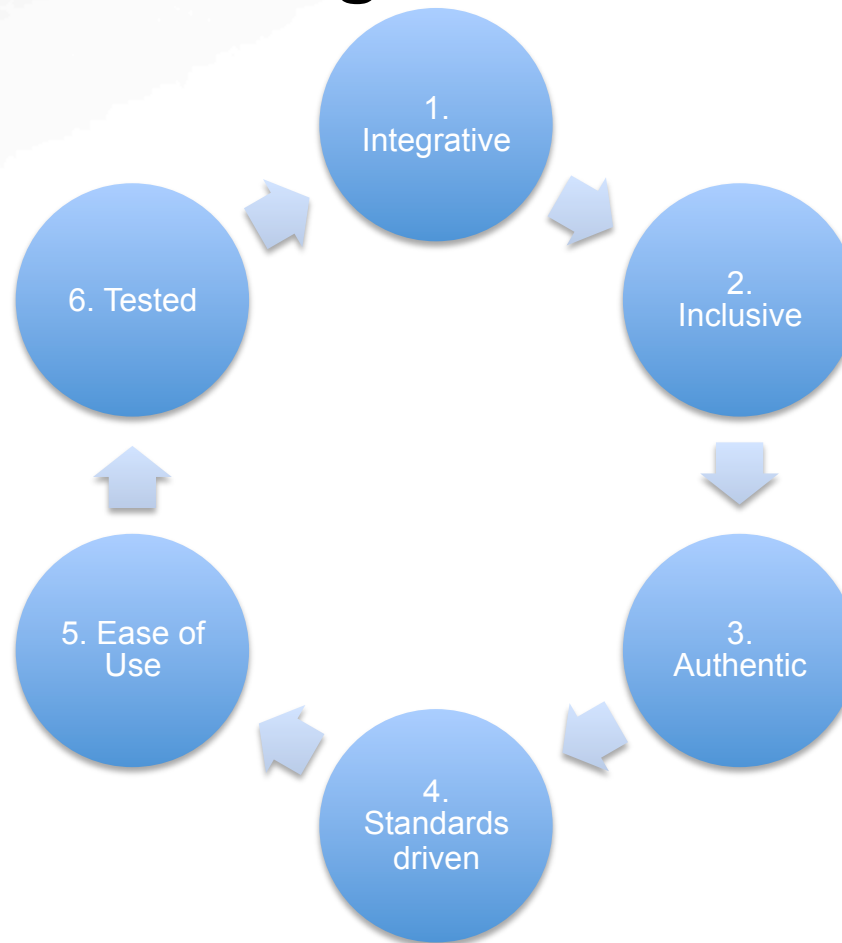 1.
Integrative
2.
Inclusive
3.
Authentic
4.
Standards
driven
5. Ease of
Use
6. Tested